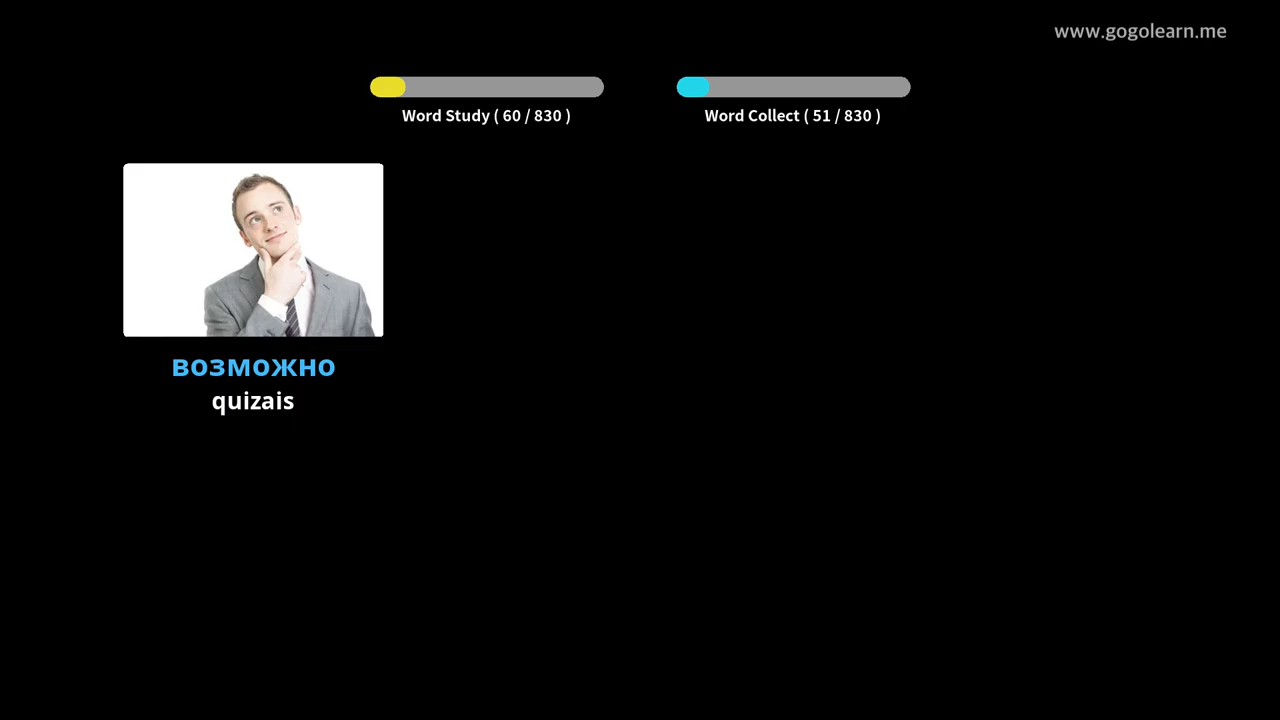 www.gogolearn.me
Word Study ( 60 / 830 )
Word Collect ( 51 / 830 )
возможно
quizais